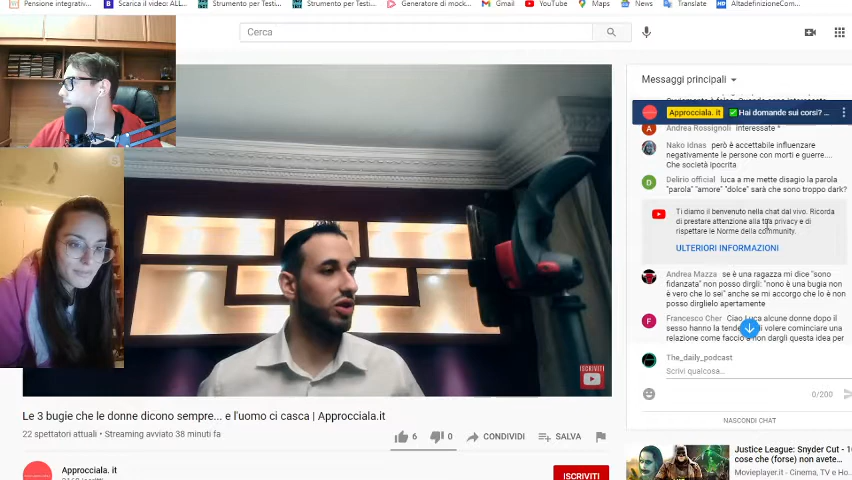 Pensione integrativ...
Scarica il video: ALL...
Strumento per Testi...
Strumento per Testi...
Generatore di mock...
Gmail
YouTube
Maps
News
Translate
AltadefinizioneCom...
Cerca
Messaggi principali
Approcciala. it
Hai domande sui corsi? ...
Andrea Rossignoli interessate *
Nako Idnas però è accettabile influenzare
negativamente le persone con morti e guerre....
Che società ipocrita
Delirio official luca a me mette disagio la parola
"parola" "amore" "dolce" sarà che sono troppo dark?
Ti diamo il benvenuto nella chat dal vivo. Ricorda
di prestare attenzione alla tua privacy e di
rispettare le Norme della community.
ULTERIORI INFORMAZIONI
Andrea Mazza se è una ragazza mi dice "sono
fidanzata" non posso dirgli: "nono è una bugia non
è vero che lo sei" anche se mi accorgo che lo è non
posso dirglielo apertamente
Francesco Cher Ciao Luca alcune donne dopo il
sesso hanno la tende di volere cominciare una
relazione come faccio a non dargli questa idea per
The_daily_podcast
Scrivi qualcosa...
0/200
NASCONDI CHAT
ISCRIVITI
Le 3 bugie che le donne dicono sempre... e l'uomo ci casca | Approcciala.it
22 spettatori attuali • Streaming avviato 38 minuti fa
6
0
CONDIVIDI
SALVA
Approcciala. it
ISCRIVITI
Justice League: Snyder Cut - 10
cose che (forse) non avete...
Movieplayer.it - Cinema, TV e Ho...